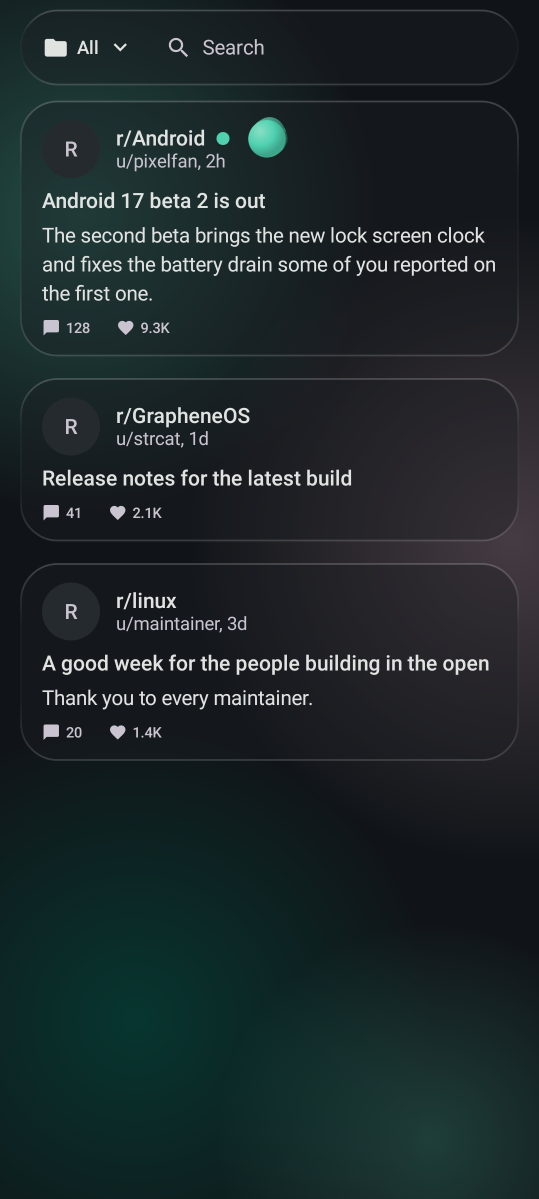 All
Search
R
r/Android
u/pixelfan, 2h
Android 17 beta 2 is out
The second beta brings the new lock screen clock
and fixes the battery drain some of you reported on
the first one.
128 9.3K
R
r/GrapheneOS
u/strcat, 1d
Release notes for the latest build
41 2.1K
R
r/linux
u/maintainer, 3d
A good week for the people building in the open
Thank you to every maintainer.
20 1.4K